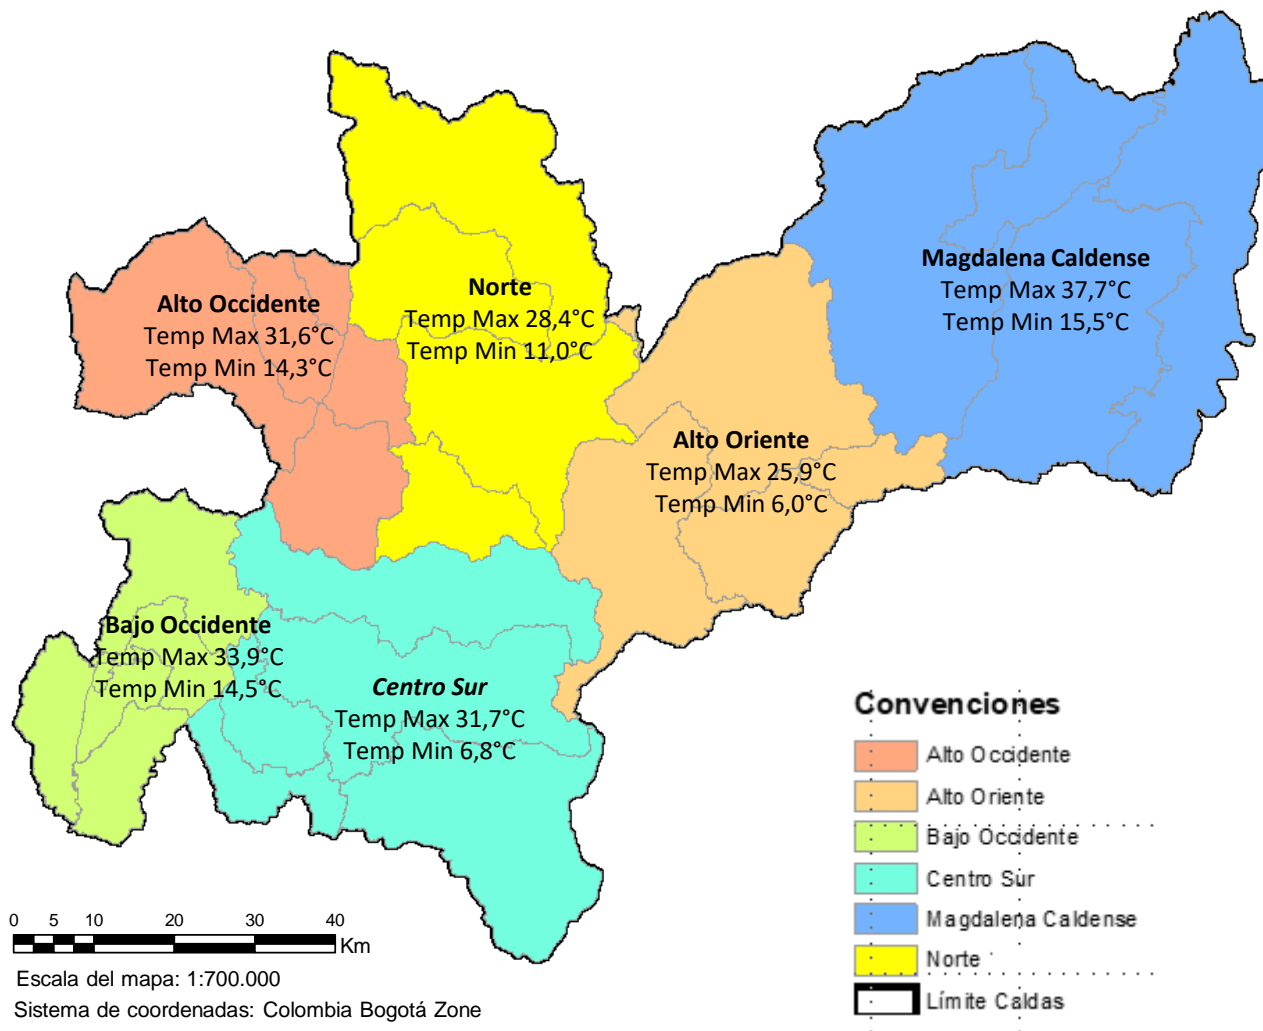 Magdalena Caldense
Temp Max 37,7°C
Temp Min 15,5°C
Norte
Temp Max 28,4°C
Temp Min 11,0°C
Alto Occidente
Temp Max 31,6°C
Temp Min 14,3°C
Alto Oriente
Temp Max 25,9°C
Temp Min 6,0°C
Bajo Occidente
Temp Max 33,9°C
Temp Min 14,5°C
Centro Sur
Temp Max 31,7°C
Temp Min 6,8°C
Convenciones
Alto Occidente
Alto Oriente
Bajo Occidente
Centro Sur
Magdalena Caldense
Norte
Límite Caldas
0 5 10 20 30 40
Km
Escala del mapa: 1:700.000
Sistema de coordenadas: Colombia Bogotá Zone